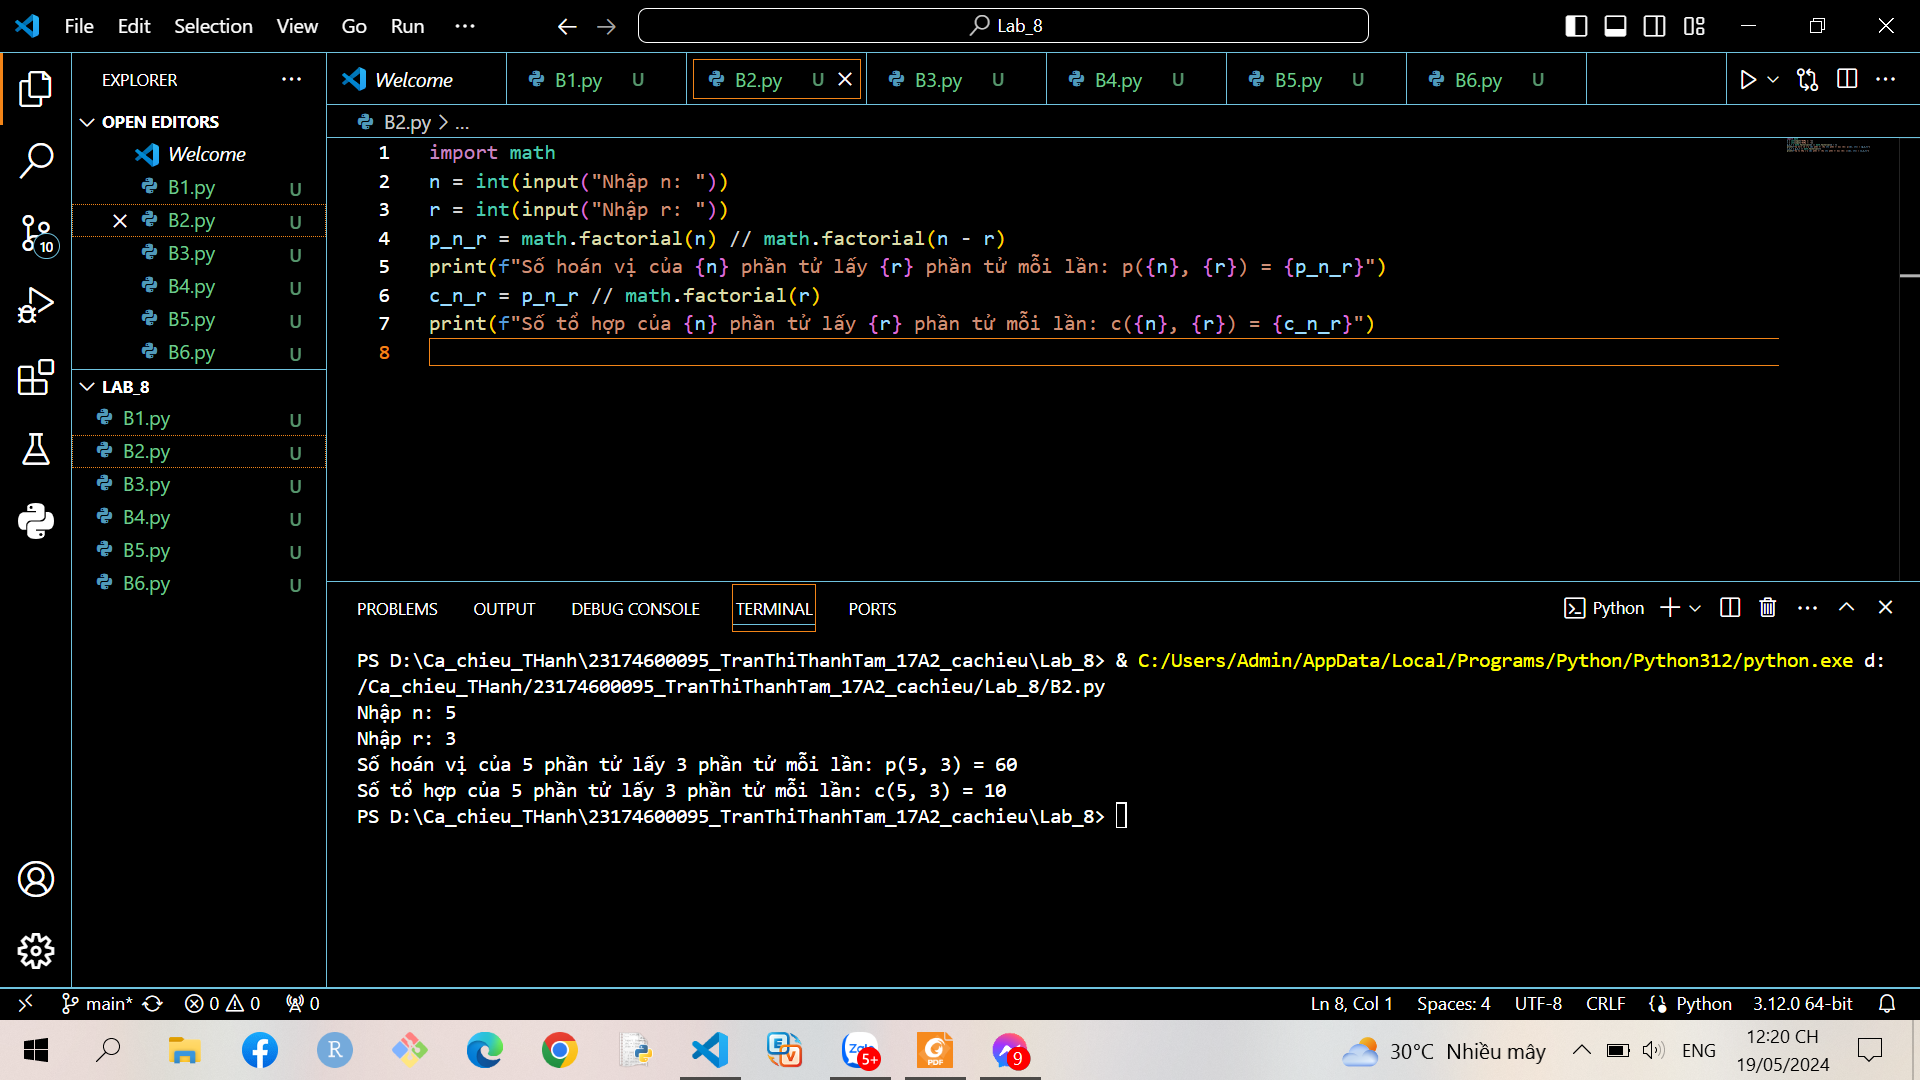 File Edit Selection View Go Run ···
Lab_8
EXPLORER
OPEN EDITORS
Welcome
B1.py U
B2.py U
B3.py U
B4.py U
B5.py U
B6.py U
LAB_8
B1.py U
B2.py U
B3.py U
B4.py U
B5.py U
B6.py U
10
Welcome B1.py U B2.py U B3.py U B4.py U B5.py U B6.py U
B2.py > ...
1 import math
2 n = int(input("Nhập n: "))
3 r = int(input("Nhập r: "))
4 p_n_r = math.factorial(n) // math.factorial(n - r)
5 print(f"Số hoán vị của {n} phần tử lấy {r} phần tử mỗi lần: p({n}, {r}) = {p_n_r}")
6 c_n_r = p_n_r // math.factorial(r)
7 print(f"Số tổ hợp của {n} phần tử lấy {r} phần tử mỗi lần: c({n}, {r}) = {c_n_r}")
8
PROBLEMS OUTPUT DEBUG CONSOLE TERMINAL PORTS
Python
PS D:\Ca_chieu_THanh\23174600095_TranThiThanhTam_17A2_cachieu\Lab_8> & C:/Users/Admin/AppData/Local/Programs/Python/Python312/python.exe d:
/Ca_chieu_THanh/23174600095_TranThiThanhTam_17A2_cachieu/Lab_8/B2.py
Nhập n: 5
Nhập r: 3
Số hoán vị của 5 phần tử lấy 3 phần tử mỗi lần: p(5, 3) = 60
Số tổ hợp của 5 phần tử lấy 3 phần tử mỗi lần: c(5, 3) = 10
PS D:\Ca_chieu_THanh\23174600095_TranThiThanhTam_17A2_cachieu\Lab_8>
main* 0 0 0
Ln 8, Col 1 Spaces: 4 UTF-8 CRLF Python 3.12.0 64-bit
R
Zalo
5+
PDF
9
30°C Nhiều mây
ENG
12:20 CH
19/05/2024